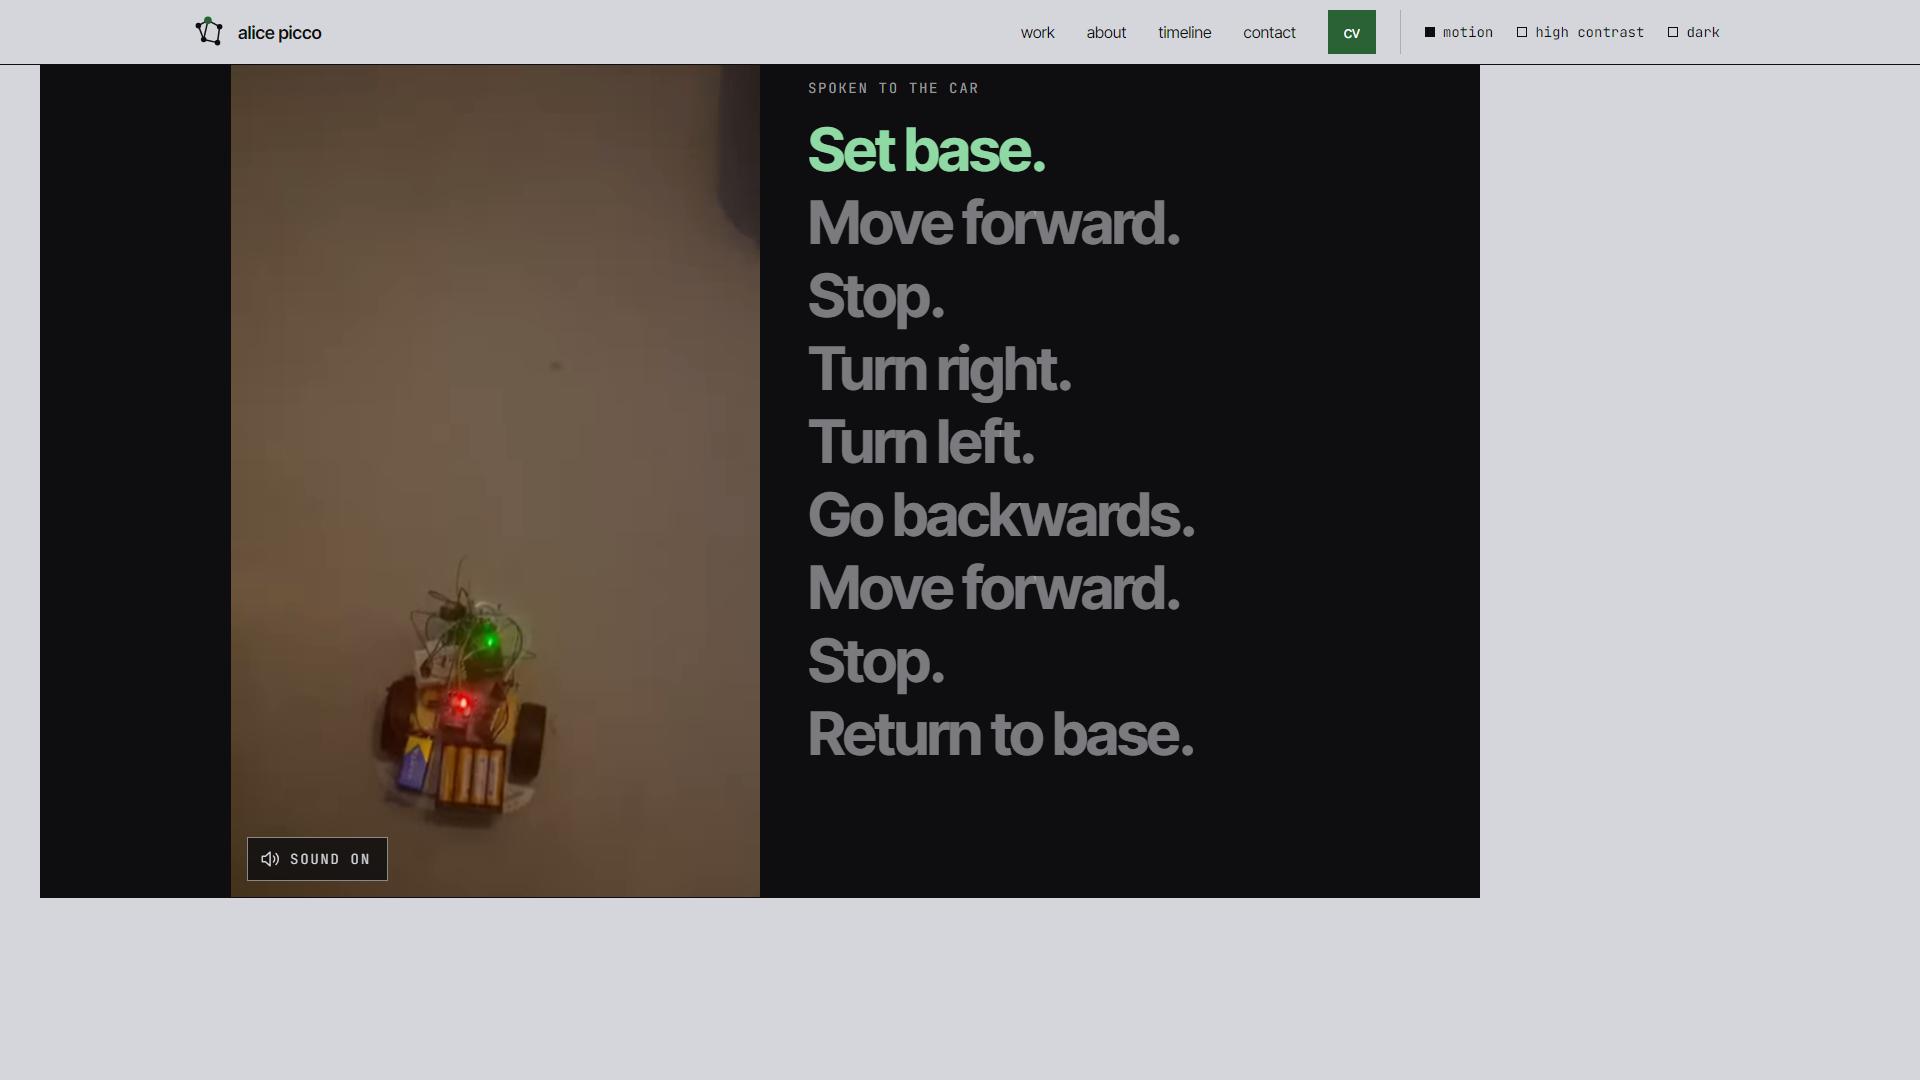 alice picco
work
about
timeline
contact
cv
motion
high contrast
dark
SPOKEN TO THE CAR
Set base.
Move forward.
Stop.
Turn right.
Turn left.
Go backwards.
Move forward.
Stop.
Return to base.
SOUND ON